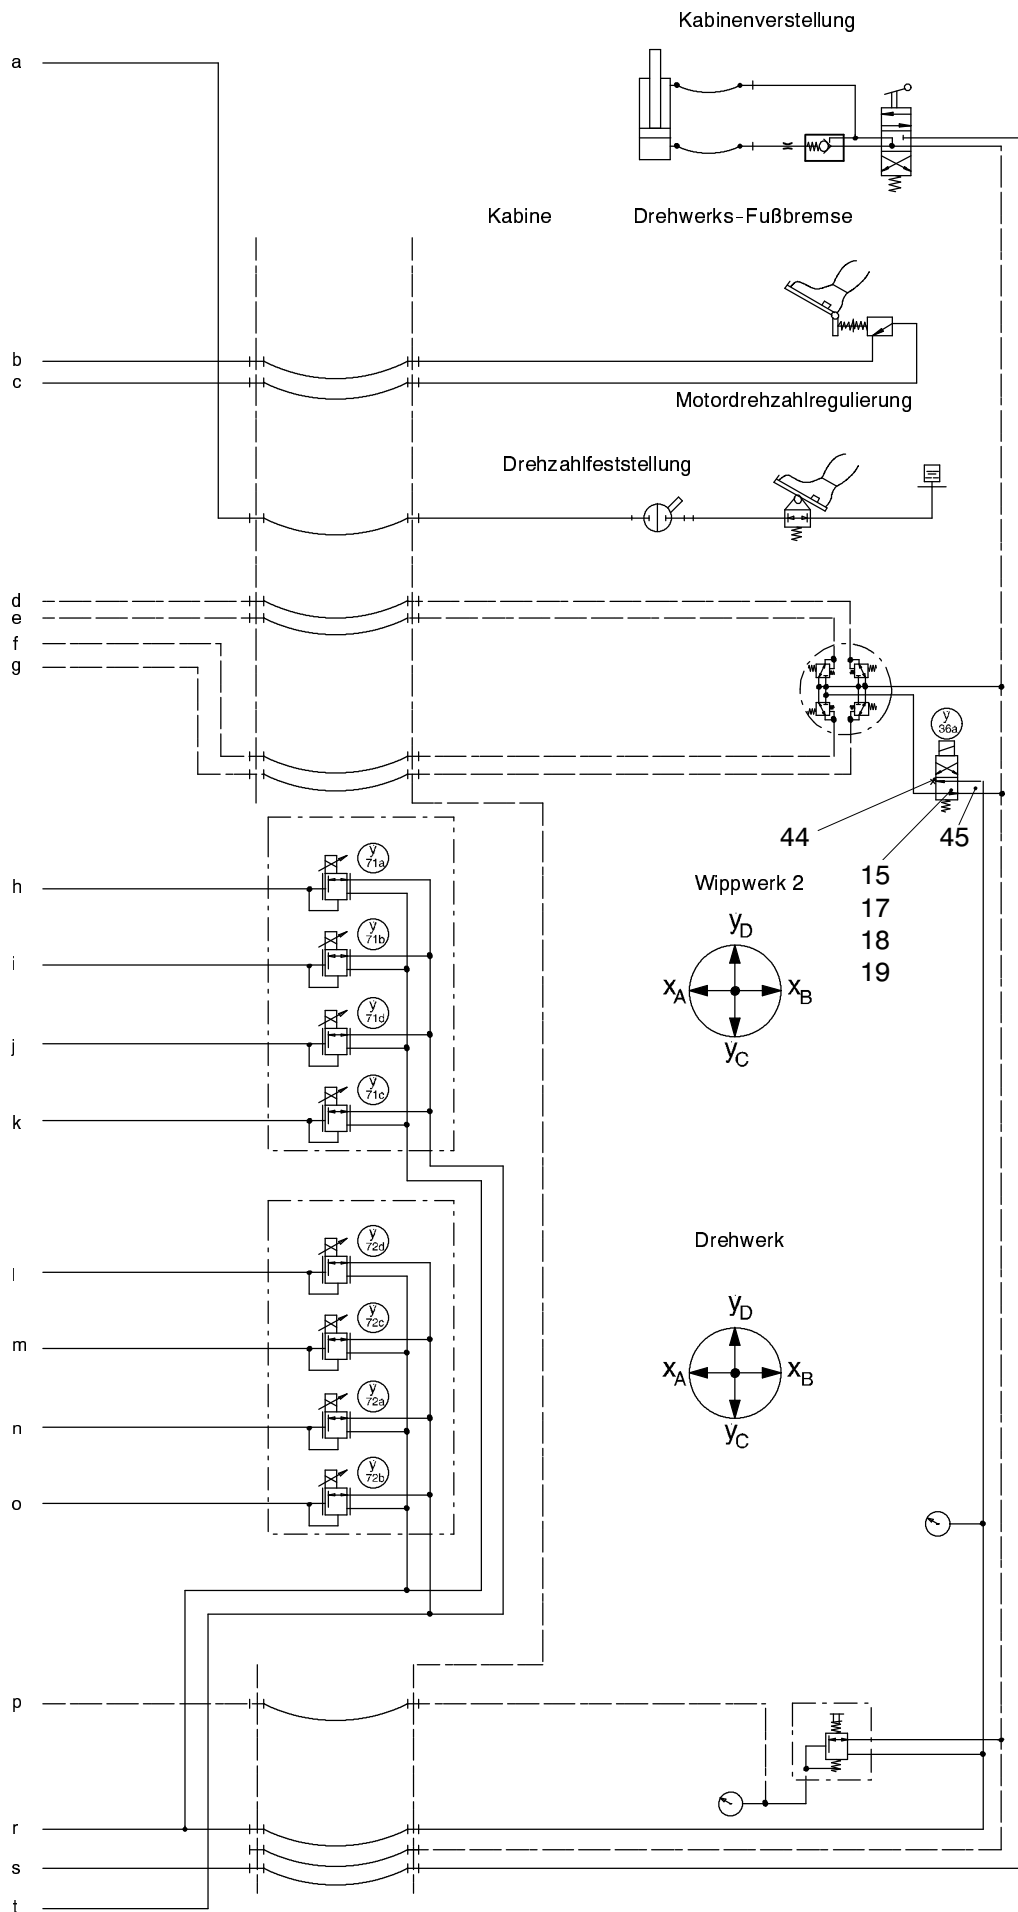 Kabinenverstellung
a
Kabine Drehwerks-Fußbremse
b
c
Motordrehzahlregulierung
Drehzahlfeststellung
d
e
f
g
ÿ
36a
44 45
15
17
18
19
ÿ
71a
h
Wippwerk 2
yD
xA xB
yC
ÿ
71b
i
ÿ
71d
j
ÿ
71c
k
ÿ
72d
l
Drehwerk
yD
xA xB
yC
ÿ
72c
m
ÿ
72a
n
ÿ
72b
o
p
r
s
t